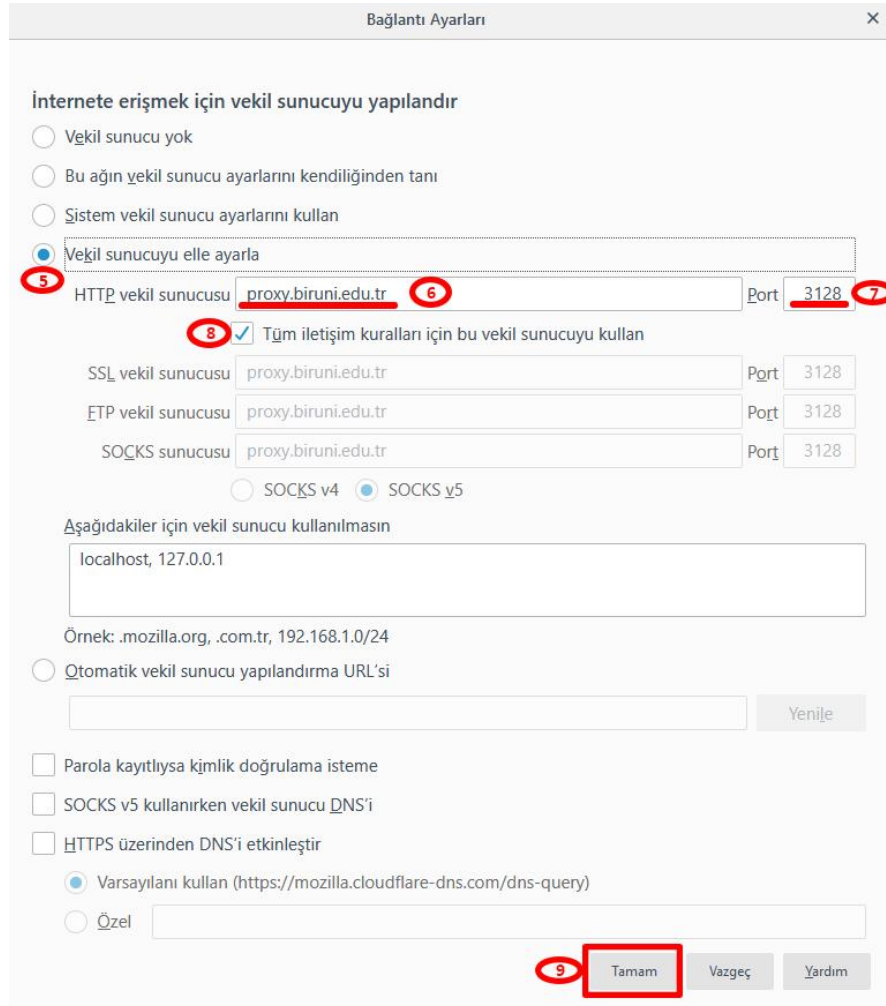 Bağlantı Ayarları
İnternete erişmek için vekil sunucuyu yapılandır
Vekil sunucu yok
Bu ağın vekil sunucu ayarlarını kendiliğinden tanı
Sistem vekil sunucu ayarlarını kullan
Vekil sunucuyu elle ayarla
5
HTTP vekil sunucusu proxy.biruni.edu.tr 6 Port 3128 7
8 Tüm iletişim kuralları için bu vekil sunucuyu kullan
SSL vekil sunucusu proxy.biruni.edu.tr Port 3128
FTP vekil sunucusu proxy.biruni.edu.tr Port 3128
SOCKS sunucusu proxy.biruni.edu.tr Port 3128
SOCKS v4 SOCKS v5
Aşağıdakiler için vekil sunucu kullanılmasın
localhost, 127.0.0.1
Örnek: .mozilla.org, .com.tr, 192.168.1.0/24
Otomatik vekil sunucu yapılandırma URL'si
Yenile
Parola kayıtlıysa kimlik doğrulama isteme
SOCKS v5 kullanırken vekil sunucu DNS'i
HTTPS üzerinden DNS'i etkinleştir
Varsayılanı kullan (https://mozilla.cloudflare-dns.com/dns-query)
Özel
9 Tamam Vazgeç Yardım